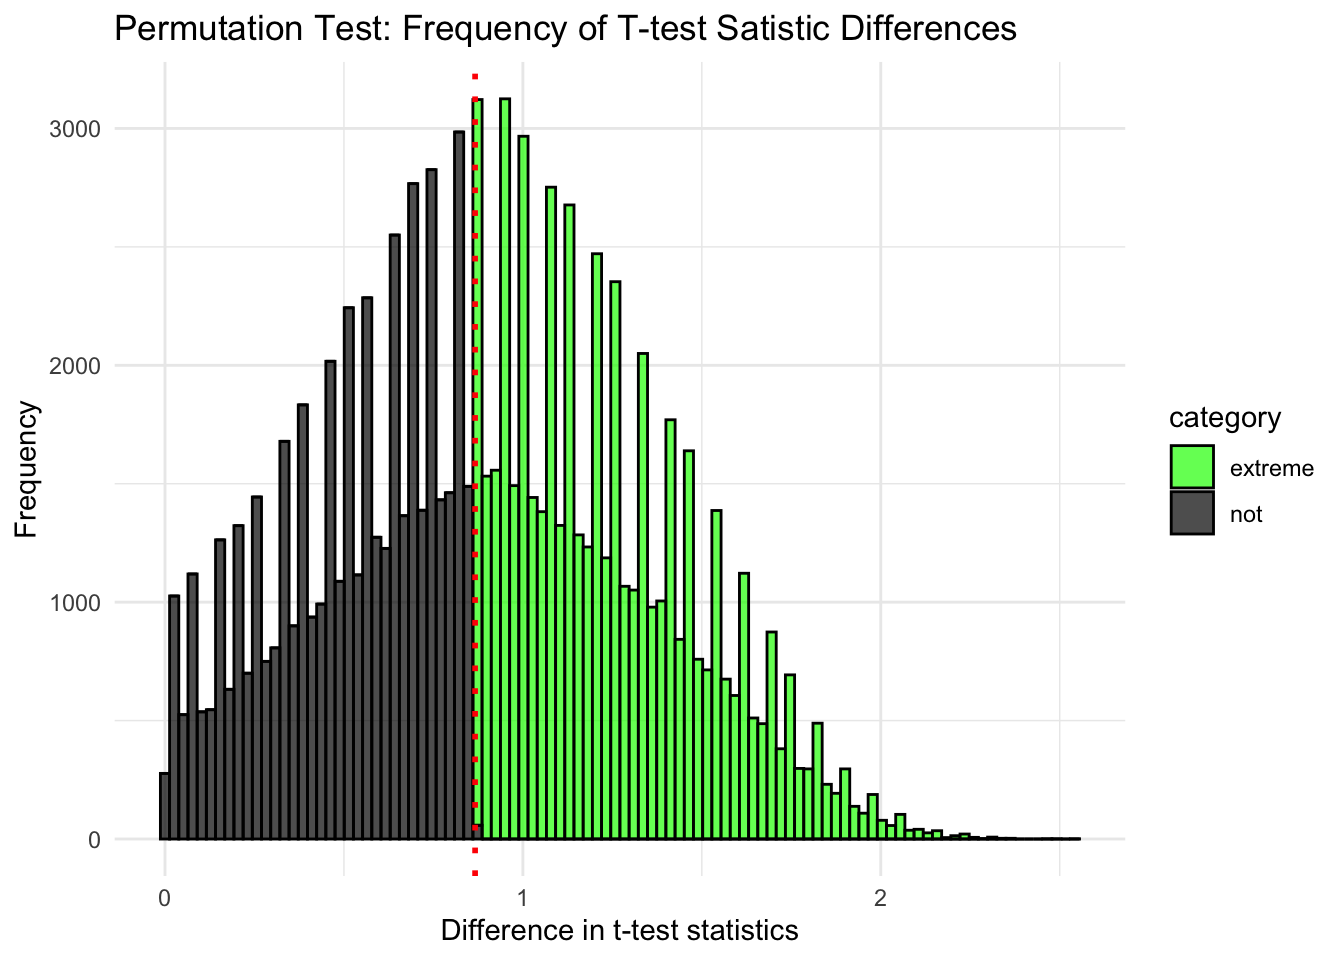 Permutation Test: Frequency of T-test Satistic Differences
Frequency
3000
2000
1000
0
0 1 2
Difference in t-test statistics
category
extreme
not